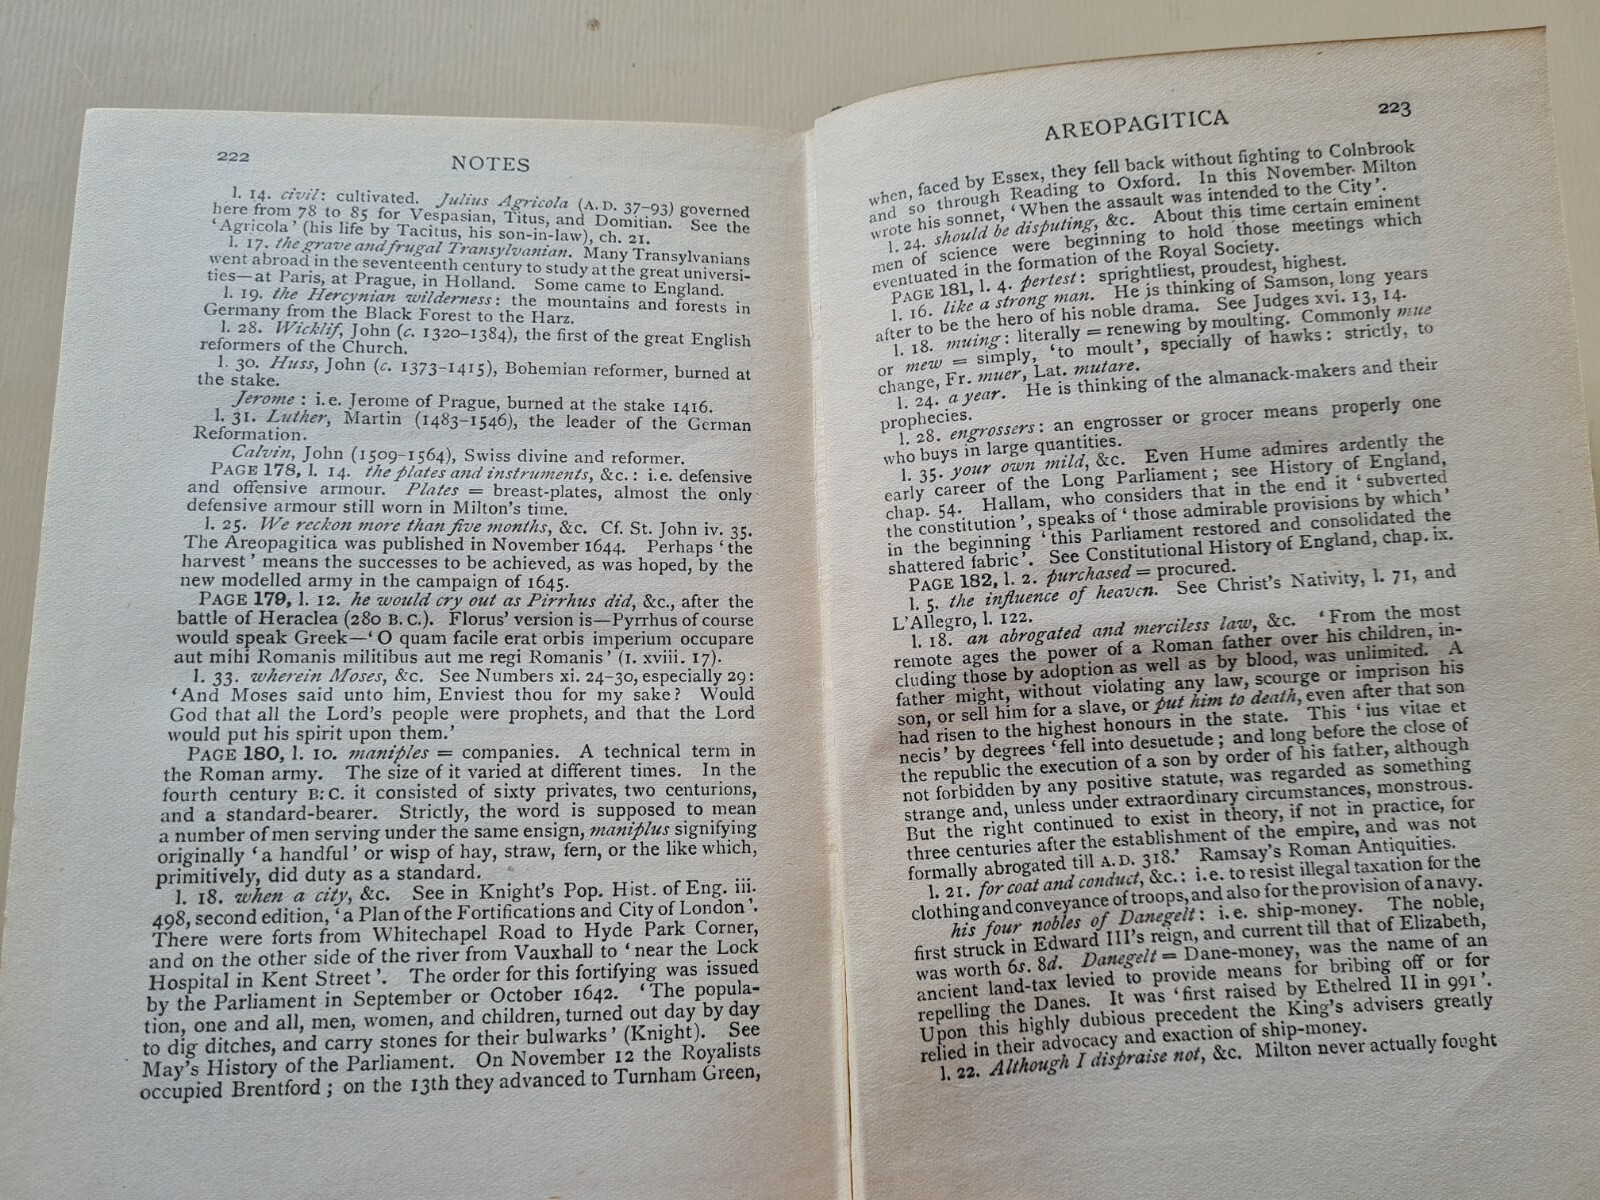 222
NOTES
l. 14. civil: cultivated. Julius Agricola (A.D. 37–93) governed
here from 78 to 85 for Vespasian, Titus, and Domitian. See the
‘Agricola’ (his life by Tacitus, his son-in-law), ch. 21.
l. 17. the grave and frugal Transylvanian. Many Transylvanians
went abroad in the seventeenth century to study at the great universi-
ties—at Paris, at Prague, in Holland. Some came to England.
l. 19. the Hercynian wilderness: the mountains and forests in
Germany from the Black Forest to the Harz.
l. 28. Wicklif, John (c. 1320–1384), the first of the great English
reformers of the Church.
l. 30. Huss, John (c. 1373–1415), Bohemian reformer, burned at
the stake.
Jerome: i.e. Jerome of Prague, burned at the stake 1416.
l. 31. Luther, Martin (1483–1546), the leader of the German
Reformation.
Calvin, John (1509–1564), Swiss divine and reformer.
PAGE 178, l. 14. the plates and instruments, &c.: i.e. defensive
and offensive armour. Plates = breast-plates, almost the only
defensive armour still worn in Milton's time.
l. 25. We reckon more than five months, &c. Cf. St. John iv. 35.
The Areopagitica was published in November 1644. Perhaps ‘the
harvest’ means the successes to be achieved, as was hoped, by the
new modelled army in the campaign of 1645.
PAGE 179, l. 12. he would cry out as Pirrhus did, &c., after the
battle of Heraclea (280 B.C.). Florus' version is—Pyrrhus of course
would speak Greek—‘O quam facile erat orbis imperium occupare
aut mihi Romanis militibus aut me regi Romanis’ (I. xviii. 17).
l. 33. wherein Moses, &c. See Numbers xi. 24–30, especially 29:
‘And Moses said unto him, Enviest thou for my sake? Would
God that all the Lord's people were prophets, and that the Lord
would put his spirit upon them.’
PAGE 180, l. 10. maniples = companies. A technical term in
the Roman army. The size of it varied at different times. In the
fourth century B.C. it consisted of sixty privates, two centurions,
and a standard-bearer. Strictly, the word is supposed to mean
a number of men serving under the same ensign, maniplus signifying
originally ‘a handful’ or wisp of hay, straw, fern, or the like which,
primitively, did duty as a standard.
l. 18. when a city, &c. See in Knight's Pop. Hist. of Eng. iii.
498, second edition, ‘a Plan of the Fortifications and City of London’.
There were forts from Whitechapel Road to Hyde Park Corner,
and on the other side of the river from Vauxhall to ‘near the Lock
Hospital in Kent Street’. The order for this fortifying was issued
by the Parliament in September or October 1642. ‘The popula-
tion, one and all, men, women, and children, turned out day by day
to dig ditches, and carry stones for their bulwarks’ (Knight). See
May's History of the Parliament. On November 12 the Royalists
occupied Brentford; on the 13th they advanced to Turnham Green,
AREOPAGITICA
223
when, faced by Essex, they fell back without fighting to Colnbrook
and so through Reading to Oxford. In this November Milton
wrote his sonnet, ‘When the assault was intended to the City’.
l. 24. should be disputing, &c. About this time certain eminent
men of science were beginning to hold those meetings which
eventuated in the formation of the Royal Society.
PAGE 181, l. 4. pertest: sprightliest, proudest, highest.
l. 16. like a strong man. He is thinking of Samson, long years
after to be the hero of his noble drama. See Judges xvi. 13, 14.
l. 18. muing: literally = renewing by moulting. Commonly mue
or mew = simply, ‘to moult’, specially of hawks: strictly, to
change, Fr. muer, Lat. mutare.
l. 24. a year. He is thinking of the almanack-makers and their
prophecies.
l. 28. engrossers: an engrosser or grocer means properly one
who buys in large quantities.
l. 35. your own mild, &c. Even Hume admires ardently the
early career of the Long Parliament; see History of England,
chap. 54. Hallam, who considers that in the end it ‘subverted
the constitution’, speaks of ‘those admirable provisions by which’
in the beginning ‘this Parliament restored and consolidated the
shattered fabric’. See Constitutional History of England, chap. ix.
PAGE 182, l. 2. purchased = procured.
l. 5. the influence of heaven. See Christ's Nativity, l. 71, and
L'Allegro, l. 122.
l. 18. an abrogated and merciless law, &c. ‘From the most
remote ages the power of a Roman father over his children, in-
cluding those by adoption as well as by blood, was unlimited. A
father might, without violating any law, scourge or imprison his
son, or sell him for a slave, or put him to death, even after that son
had risen to the highest honours in the state. This ‘ius vitae et
necis’ by degrees ‘fell into desuetude; and long before the close of
the republic the execution of a son by order of his father, although
not forbidden by any positive statute, was regarded as something
strange and, unless under extraordinary circumstances, monstrous.
But the right continued to exist in theory, if not in practice, for
three centuries after the establishment of the empire, and was not
formally abrogated till A.D. 318.’ Ramsay's Roman Antiquities.
l. 21. for coat and conduct, &c.: i.e. to resist illegal taxation for the
clothing and conveyance of troops, and also for the provision of a navy.
his four nobles of Danegelt: i.e. ship-money. The noble,
first struck in Edward III's reign, and current till that of Elizabeth,
was worth 6s. 8d. Danegelt = Dane-money, was the name of an
ancient land-tax levied to provide means for bribing off or for
repelling the Danes. It was ‘first raised by Ethelred II in 991’.
Upon this highly dubious precedent the King's advisers greatly
relied in their advocacy and exaction of ship-money.
l. 22. Although I dispraise not, &c. Milton never actually fought